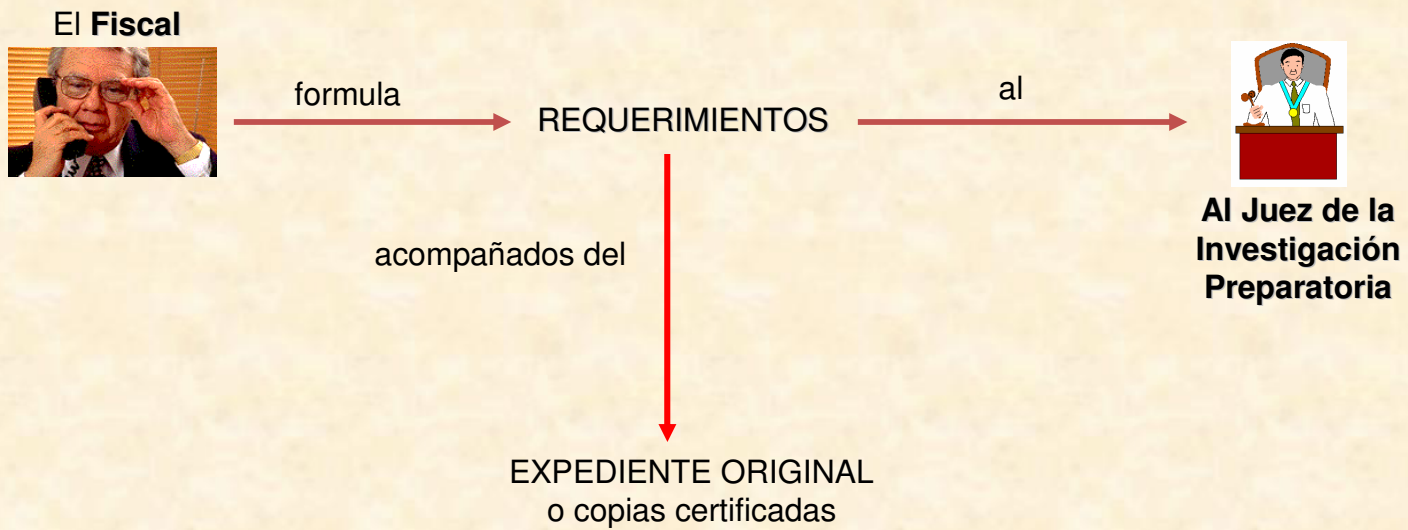 El Fiscal
formula
REQUERIMIENTOS
al
Al Juez de la
Investigación
Preparatoria
acompañados del
EXPEDIENTE ORIGINAL
o copias certificadas